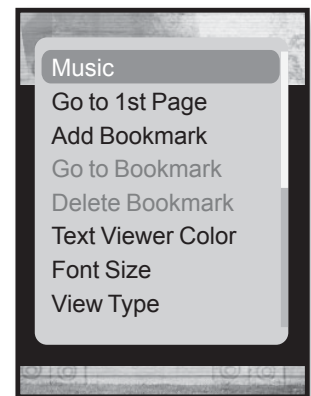 Music
Go to 1st Page
Add Bookmark
Go to Bookmark
Delete Bookmark
Text Viewer Color
Font Size
View Type